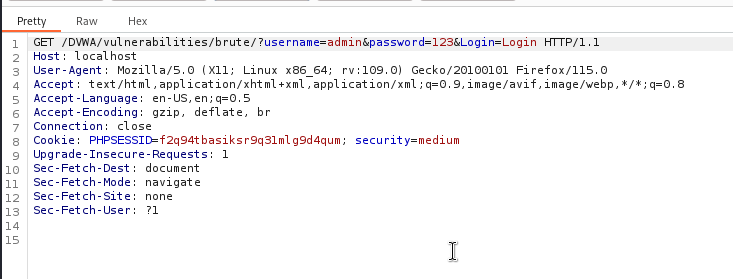 Pretty Raw Hex
1 GET /DVWA/vulnerabilities/brute/?username=admin&password=123&Login=Login HTTP/1.1
2 Host: localhost
3 User-Agent: Mozilla/5.0 (X11; Linux x86_64; rv:109.0) Gecko/20100101 Firefox/115.0
4 Accept: text/html,application/xhtml+xml,application/xml;q=0.9,image/avif,image/webp,*/*;q=0.8
5 Accept-Language: en-US,en;q=0.5
6 Accept-Encoding: gzip, deflate, br
7 Connection: close
8 Cookie: PHPSESSID=f2q94tbasiksr9q31mlg9d4qum; security=medium
9 Upgrade-Insecure-Requests: 1
10 Sec-Fetch-Dest: document
11 Sec-Fetch-Mode: navigate
12 Sec-Fetch-Site: none
13 Sec-Fetch-User: ?1
14
15